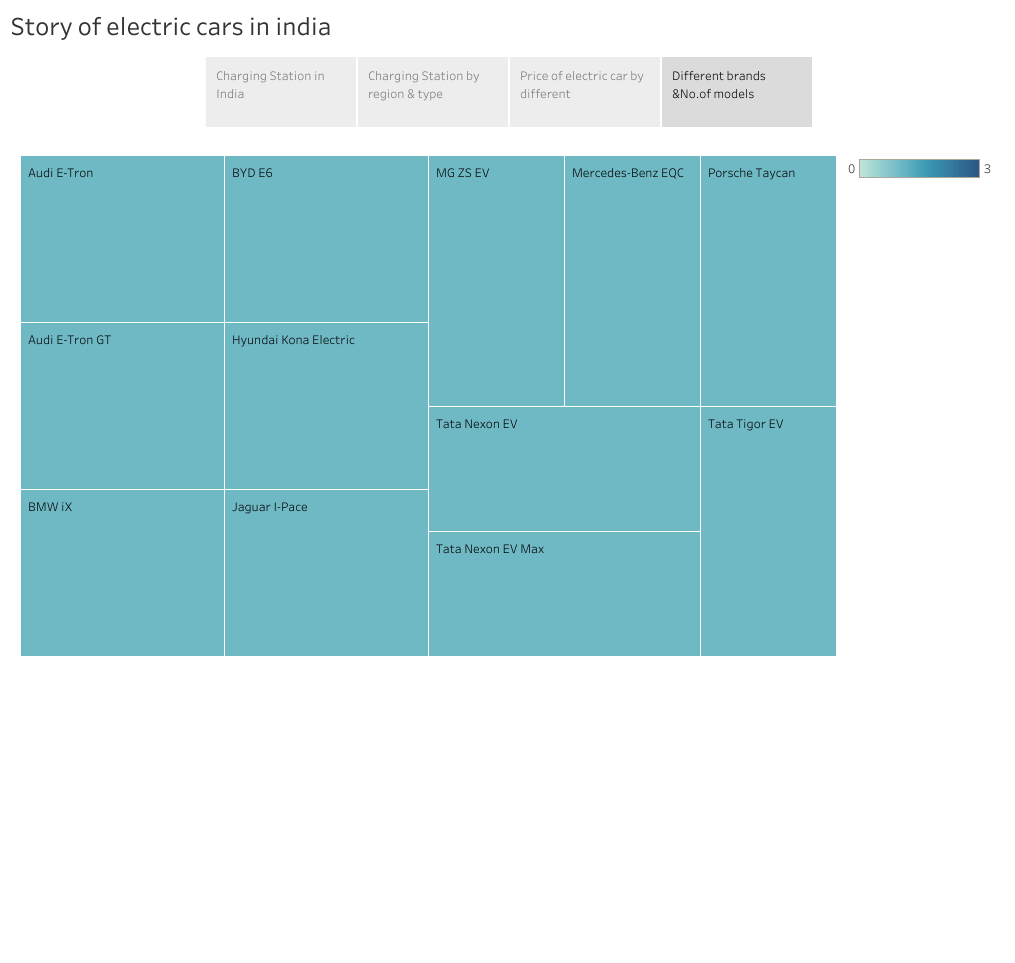 Story of electric cars in india
Charging Station in
India
Charging Station by
region & type
Price of electric car by
different
Different brands
&No.of models
Audi E-Tron
BYD E6
MG ZS EV
Mercedes-Benz EQC
Porsche Taycan
0
3
Audi E-Tron GT
Hyundai Kona Electric
Tata Nexon EV
Tata Tigor EV
BMW iX
Jaguar I-Pace
Tata Nexon EV Max